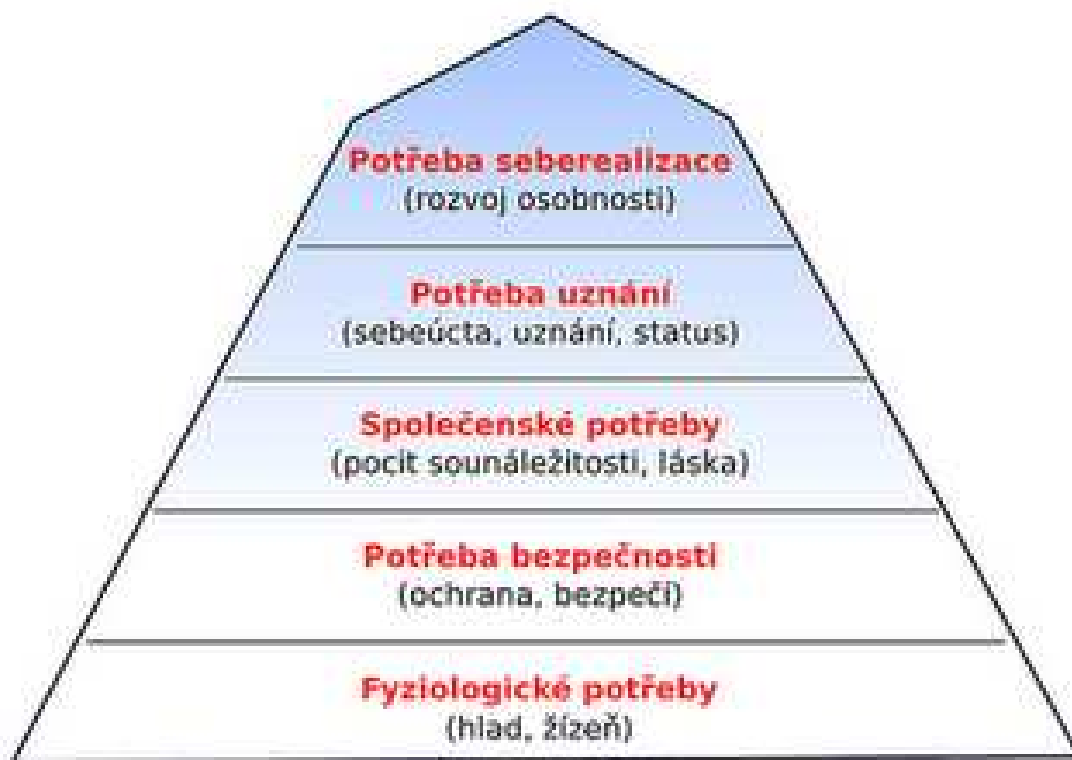 Potřeba seberealizace
(rozvoj osobnosti)
Potřeba uznání
(sebeúcta, uznání, status)
Společenské potřeby
(pocit sounáležitosti, láska)
Potřeba bezpečnosti
(ochrana, bezpečí)
Fyziologické potřeby
(hlad, žízeň)